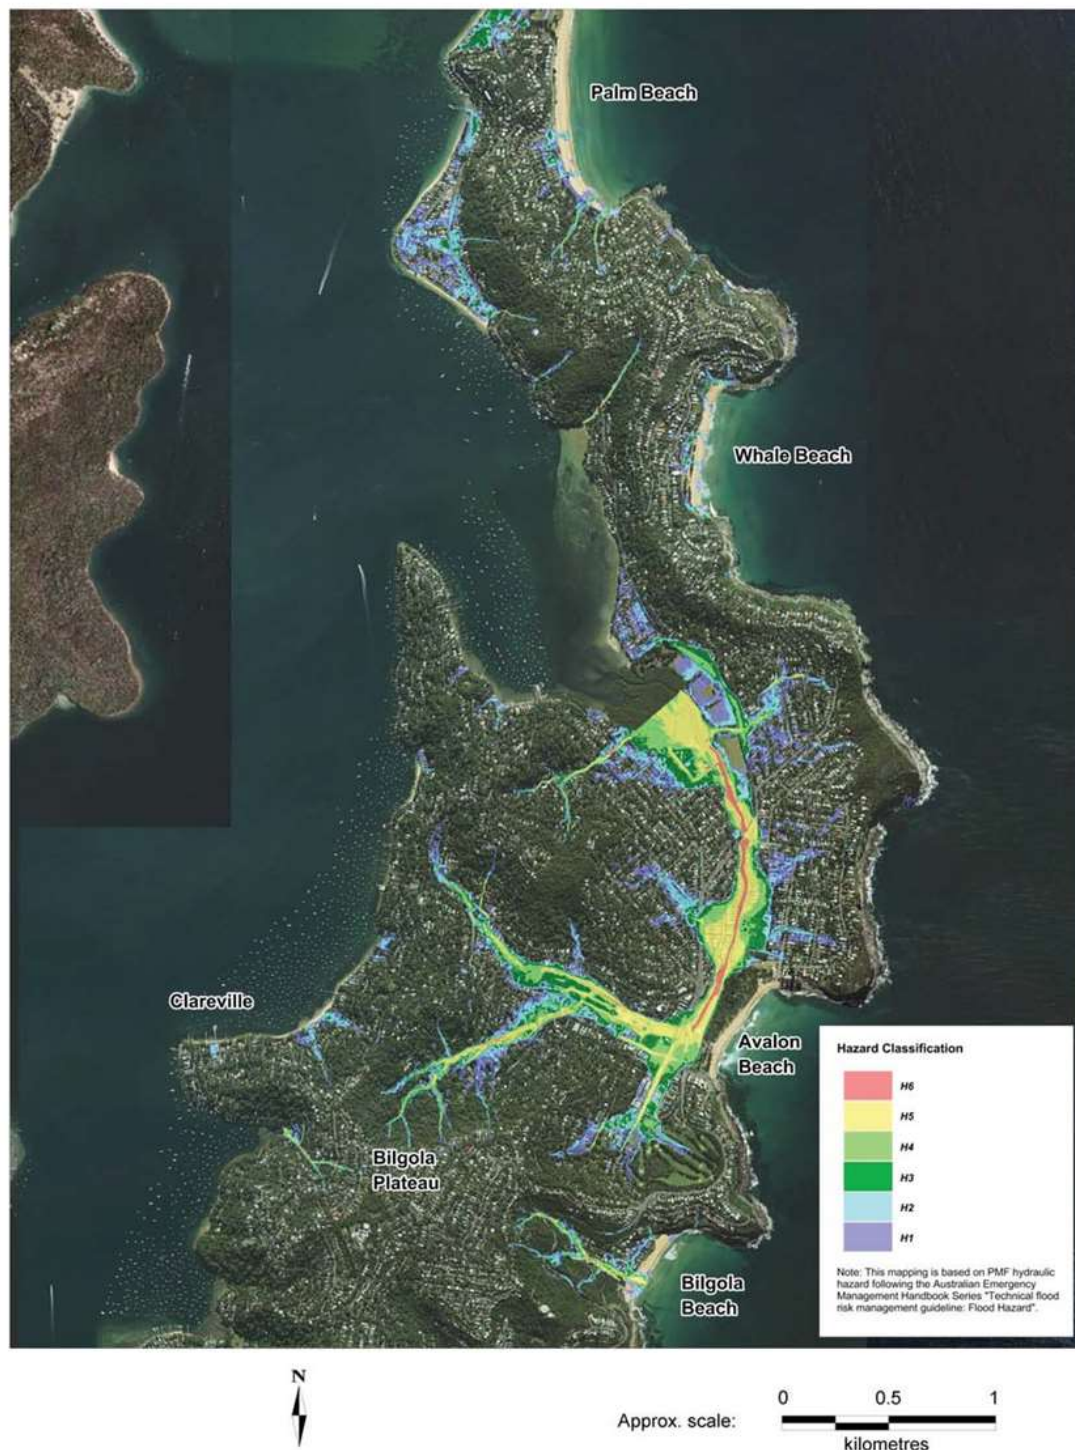 Palm Beach
Whale Beach
Clareville
Avalon
Beach
Bilgola
Plateau
Bilgola
Beach
Hazard Classification
H6
H5
H4
H3
H2
H1
Note: This mapping is based on PMF hydraulic
hazard following the Australian Emergency
Management Handbook Series "Technical flood
risk management guideline: Flood Hazard".
N
Approx. scale:
0 0.5 1
kilometres